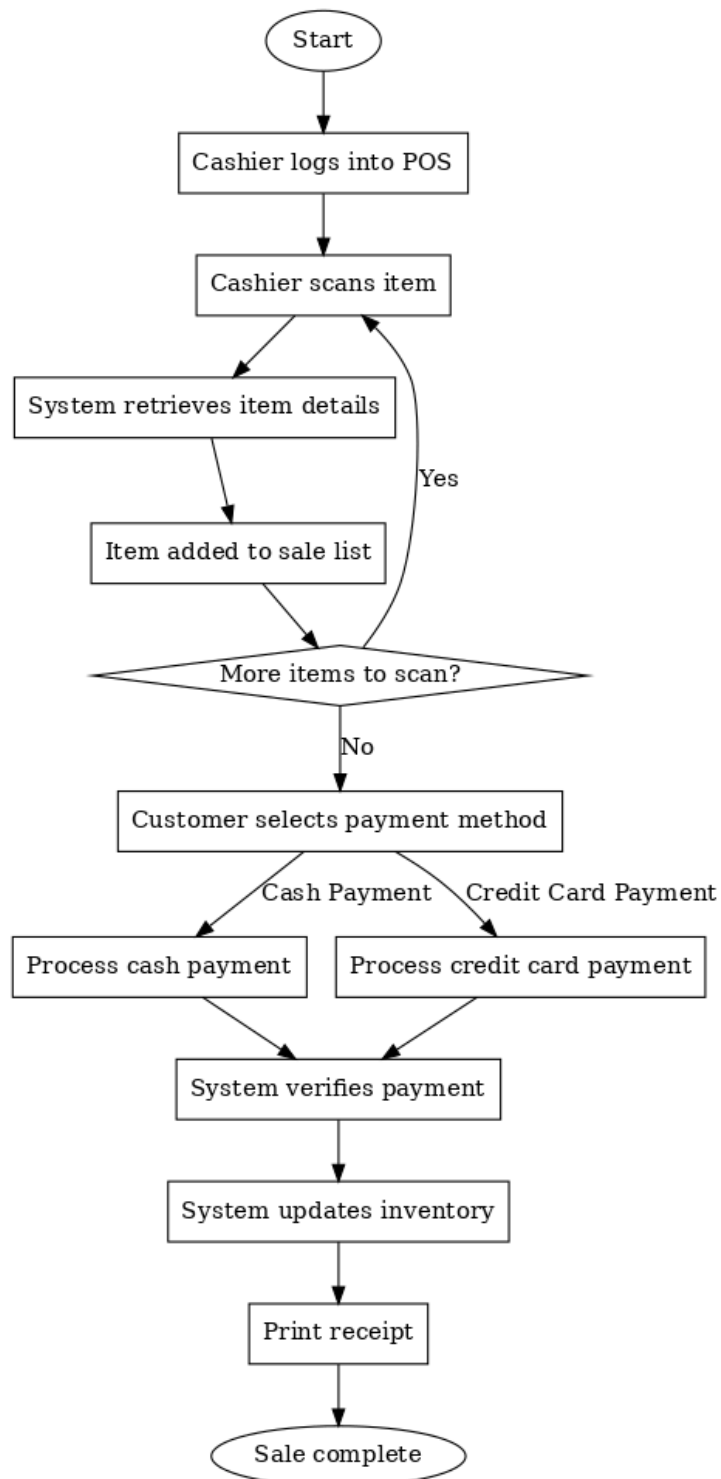 Start
Cashier logs into POS
Cashier scans item
System retrieves item details
Yes
Item added to sale list
More items to scan?
No
Customer selects payment method
Cash Payment
Credit Card Payment
Process cash payment
Process credit card payment
System verifies payment
System updates inventory
Print receipt
Sale complete